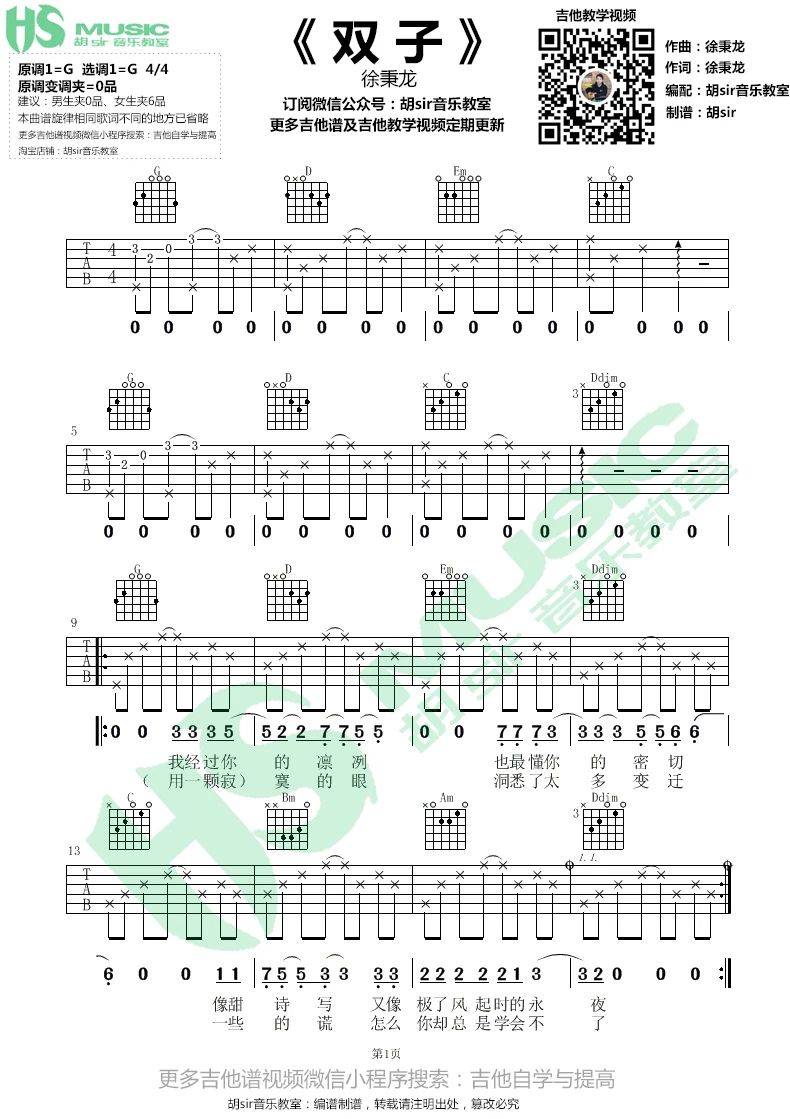 HS MUSIC
胡 sir 音乐教室
原调1=G 选调1=G 4/4
原调变调夹=0品
建议：男生夹0品、女生夹6品
本曲谱旋律相同歌词不同的地方已省略
更多吉他谱视频微信小程序搜索：吉他自学与提高
淘宝店铺：胡sir音乐教室
《 双 子 》
徐秉龙
订阅微信公众号：胡sir音乐教室
更多吉他谱及吉他教学视频定期更新
吉他教学视频
作曲：徐秉龙
作词：徐秉龙
编配：胡sir音乐教室
制谱：胡sir
G D Em C
T A B 4 4 3 2 0 3 3
0 0 0 0 0 0 0 0 0 0 0 0 0 0 0 0
G D C Ddim
3
5
T A B 3 2 0 3 3
0 0 0 0 0 0 0 0 0 0 0 0 0 0 0 0
G D Em Ddim
3
9
T A B
0 0 3 3 3 5 5 2 2 7 7 5 0 0 7 7 7 3 3 3 3 5 5 6 6
我经过你 的 凛 冽 也最懂你 的 密 切
（ 用一颗寂）寞 的 眼 洞悉了太 多 变 迁
C Bm Am Ddim
3
13
1. 1.
T A B
6 0 0 1 1 7 5 5 3 3 3 3 2 2 2 2 2 1 3 3 2 0 0
像甜 诗 写 又像 极了风 起时的永 夜
一些 的 谎 怎么 你却总 是学会不 了
HS MUSIC
胡 sir 音乐教室
第1页
更多吉他谱视频微信小程序搜索：吉他自学与提高
胡sir音乐教室：编谱制谱，转载请注明出处，篡改必究